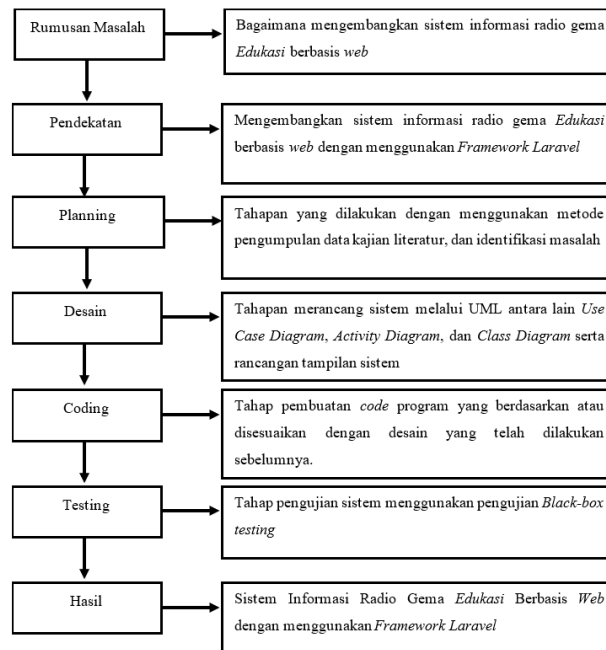 Rumusan Masalah
Bagaimana mengembangkan sistem informasi radio gema
Edukasi berbasis web
Pendekatan
Mengembangkan sistem informasi radio gema Edukasi
berbasis web dengan menggunakan Framework Laravel
Planning
Tahapan yang dilakukan dengan menggunakan metode
pengumpulan data kajian literatur, dan identifikasi masalah
Desain
Tahapan merancang sistem melalui UML antara lain Use
Case Diagram, Activity Diagram, dan Class Diagram serta
rancangan tampilan sistem
Coding
Tahap pembuatan code program yang berdasarkan atau
disesuaikan dengan desain yang telah dilakukan
sebelumnya.
Testing
Tahap pengujian sistem menggunakan pengujian Black-box
testing
Hasil
Sistem Informasi Radio Gema Edukasi Berbasis Web
dengan menggunakan Framework Laravel